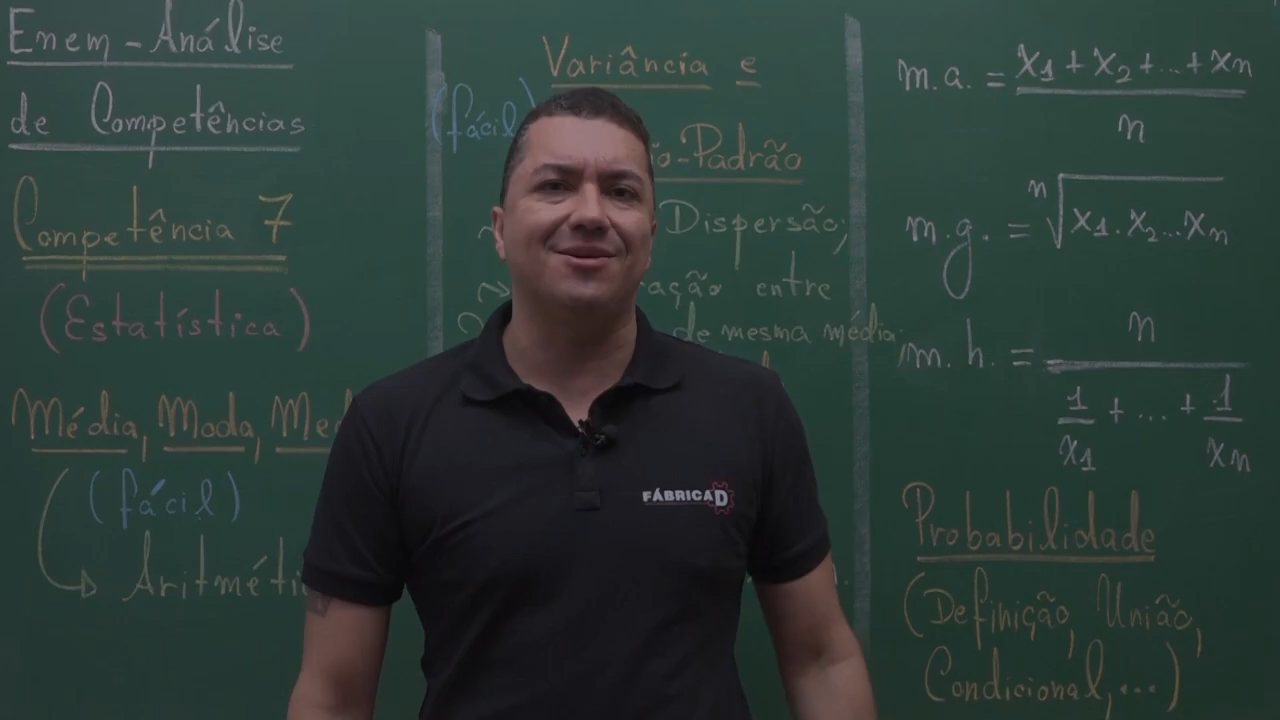 Enem - Análise
de Competências
Competência 7
(Estatística)
Média, Moda, Med
(fácil)
Aritméti
Variância e
(fácil)
o-Padrão
Dispersão;
ação entre
de mesma média;
m.a. = x1 + x2 + ... + xn
n
m.g. = n√x1 . x2 ... xn
m.h. = n
1 + ... + 1
x1 xn
Probabilidade
(Definição, União,
Condicional, ...)
FÁBRICA D